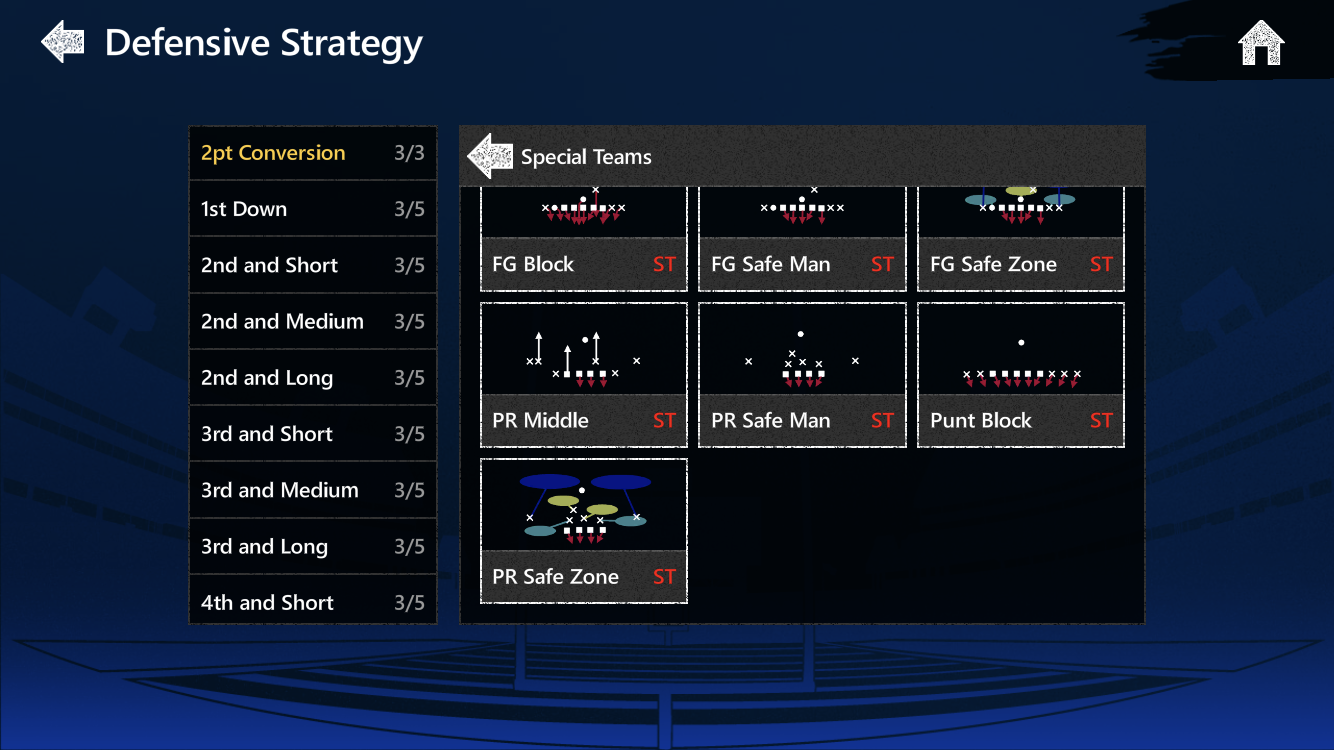 Defensive Strategy
2pt Conversion 3/3
1st Down 3/5
2nd and Short 3/5
2nd and Medium 3/5
2nd and Long 3/5
3rd and Short 3/5
3rd and Medium 3/5
3rd and Long 3/5
4th and Short 3/5
Special Teams
FG Block ST
FG Safe Man ST
FG Safe Zone ST
PR Middle ST
PR Safe Man ST
Punt Block ST
PR Safe Zone ST